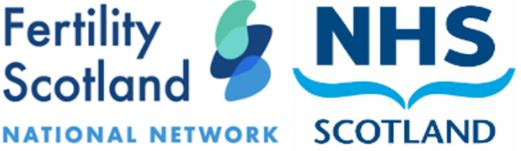 Fertility
Scotland
NATIONAL NETWORK
NHS
SCOTLAND